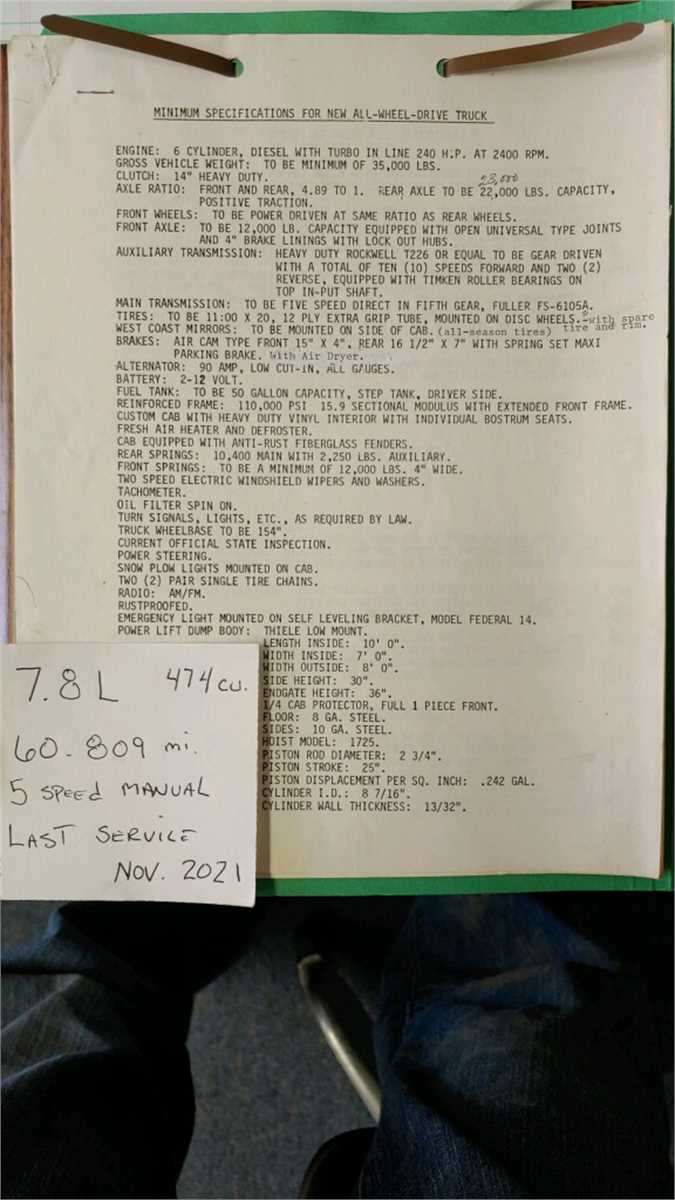 MINIMUM SPECIFICATIONS FOR NEW ALL-WHEEL-DRIVE TRUCK
ENGINE: 6 CYLINDER, DIESEL WITH TURBO IN LINE 240 H.P. AT 2400 RPM.
GROSS VEHICLE WEIGHT: TO BE MINIMUM OF 35,000 LBS.
CLUTCH: 14" HEAVY DUTY.
23,000
AXLE RATIO: FRONT AND REAR, 4.89 TO 1. REAR AXLE TO BE 22,000 LBS. CAPACITY,
POSITIVE TRACTION.
FRONT WHEELS: TO BE POWER DRIVEN AT SAME RATIO AS REAR WHEELS.
FRONT AXLE: TO BE 12,000 LB. CAPACITY EQUIPPED WITH OPEN UNIVERSAL TYPE JOINTS
AND 4" BRAKE LININGS WITH LOCK OUT HUBS.
AUXILIARY TRANSMISSION: HEAVY DUTY ROCKWELL T226 OR EQUAL TO BE GEAR DRIVEN
WITH A TOTAL OF TEN (10) SPEEDS FORWARD AND TWO (2)
REVERSE, EQUIPPED WITH TIMKEN ROLLER BEARINGS ON
TOP IN-PUT SHAFT.
MAIN TRANSMISSION: TO BE FIVE SPEED DIRECT IN FIFTH GEAR, FULLER FS-6105A.
TIRES: TO BE 11:00 X 20, 12 PLY EXTRA GRIP TUBE, MOUNTED ON DISC WHEELS.-with spare
WEST COAST MIRRORS: TO BE MOUNTED ON SIDE OF CAB. (all-season tires) tire and rim.
BRAKES: AIR CAM TYPE FRONT 15" X 4", REAR 16 1/2" X 7" WITH SPRING SET MAXI
PARKING BRAKE. With Air Dryer.
ALTERNATOR: 90 AMP, LOW CUT-IN, ALL GAUGES.
BATTERY: 2-12 VOLT.
FUEL TANK: TO BE 50 GALLON CAPACITY, STEP TANK, DRIVER SIDE.
REINFORCED FRAME: 110,000 PSI 15.9 SECTIONAL MODULUS WITH EXTENDED FRONT FRAME.
CUSTOM CAB WITH HEAVY DUTY VINYL INTERIOR WITH INDIVIDUAL BOSTRUM SEATS.
FRESH AIR HEATER AND DEFROSTER.
CAB EQUIPPED WITH ANTI-RUST FIBERGLASS FENDERS.
REAR SPRINGS: 10,400 MAIN WITH 2,250 LBS. AUXILIARY.
FRONT SPRINGS: TO BE A MINIMUM OF 12,000 LBS. 4" WIDE.
TWO SPEED ELECTRIC WINDSHIELD WIPERS AND WASHERS.
TACHOMETER.
OIL FILTER SPIN ON.
TURN SIGNALS, LIGHTS, ETC., AS REQUIRED BY LAW.
TRUCK WHEELBASE TO BE 154".
CURRENT OFFICIAL STATE INSPECTION.
POWER STEERING.
SNOW PLOW LIGHTS MOUNTED ON CAB.
TWO (2) PAIR SINGLE TIRE CHAINS.
RADIO: AM/FM.
RUSTPROOFED.
EMERGENCY LIGHT MOUNTED ON SELF LEVELING BRACKET, MODEL FEDERAL 14.
POWER LIFT DUMP BODY: THIELE LOW MOUNT.
LENGTH INSIDE: 10' 0".
WIDTH INSIDE: 7' 0".
WIDTH OUTSIDE: 8' 0".
SIDE HEIGHT: 30".
ENDGATE HEIGHT: 36".
1/4 CAB PROTECTOR, FULL 1 PIECE FRONT.
FLOOR: 8 GA. STEEL.
SIDES: 10 GA. STEEL.
HOIST MODEL: 1725.
PISTON ROD DIAMETER: 2 3/4".
PISTON STROKE: 25".
PISTON DISPLACEMENT PER SQ. INCH: .242 GAL.
CYLINDER I.D.: 8 7/16".
CYLINDER WALL THICKNESS: 13/32".
7.8 L 474 cu.
60.809 mi.
5 SPEED MANUAL
LAST SERVICE
NOV. 2021